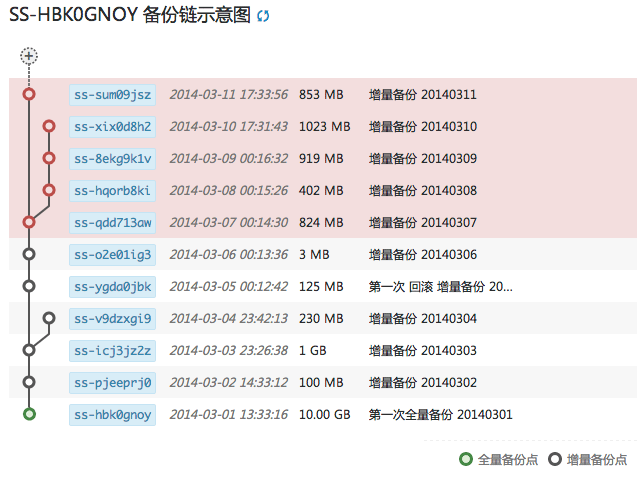 SS-HBK0GNOY 备份链示意图
ss-sum09jsz 2014-03-11 17:33:56 853 MB 增量备份 20140311
ss-xix0d8h2 2014-03-10 17:31:43 1023 MB 增量备份 20140310
ss-8ekg9k1v 2014-03-09 00:16:32 919 MB 增量备份 20140309
ss-hqorb8ki 2014-03-08 00:15:26 402 MB 增量备份 20140308
ss-qdd713aw 2014-03-07 00:14:30 824 MB 增量备份 20140307
ss-o2e01ig3 2014-03-06 00:13:36 3 MB 增量备份 20140306
ss-ygda0jbk 2014-03-05 00:12:42 125 MB 第一次 回滚 增量备份 20...
ss-v9dzxgi9 2014-03-04 23:42:13 230 MB 增量备份 20140304
ss-icj3jz2z 2014-03-03 23:26:38 1 GB 增量备份 20140303
ss-pjeeprj0 2014-03-02 14:33:12 100 MB 增量备份 20140302
ss-hbk0gnoy 2014-03-01 13:33:16 10.00 GB 第一次全量备份 20140301
全量备份点 增量备份点